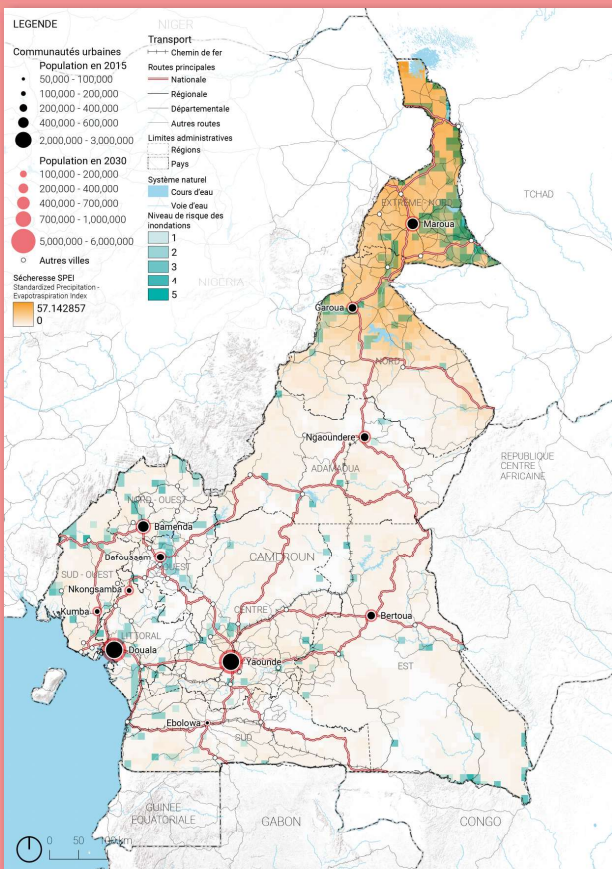 LEGENDE
Communautés urbaines
Population en 2015
50,000 - 100,000
100,000 - 200,000
200,000 - 400,000
400,000 - 600,000
2,000,000 - 3,000,000
Population en 2030
100,000 - 200,000
200,000 - 400,000
400,000 - 700,000
700,000 - 1,000,000
5,000,000 - 6,000,000
Autres villes
Sécheresse SPEI
Standardized Precipitation -
Evapotraspiration Index
57.142857
0
Transport
Chemin de fer
Routes principales
Nationale
Régionale
Départementale
Autres routes
Limites administratives
Régions
Pays
Système naturel
Cours d'eau
Voie d'eau
Niveau de risque des
inondations
1
2
3
4
5
NIGER
NIGERIA
TCHAD
EXTRÊME - NORD
Maroua
Garoua
NORD
Ngaoundere
ADAMAOUA
REPUBLIQUE
CENTRE
AFRICAINE
NORD - OUEST
Bamenda
Bafoussam
OUEST
SUD - OUEST
Nkongsamba
Kumba
LITTORAL
Douala
CAMEROUN
CENTRE
Yaounde
Bertoua
EST
Ebolowa
SUD
GUINEE
EQUATORIALE
GABON
CONGO
0 50 100 km